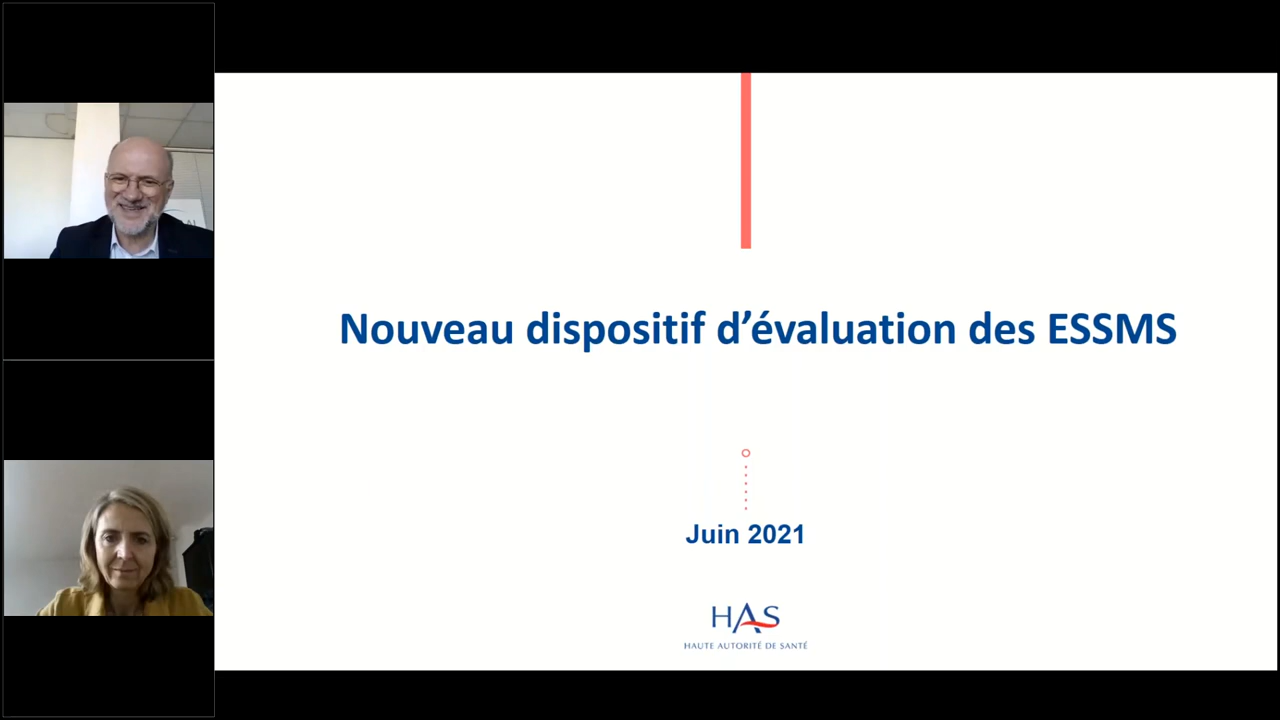 Nouveau dispositif d’évaluation des ESSMS
Juin 2021
HAS
HAUTE AUTORITÉ DE SANTÉ